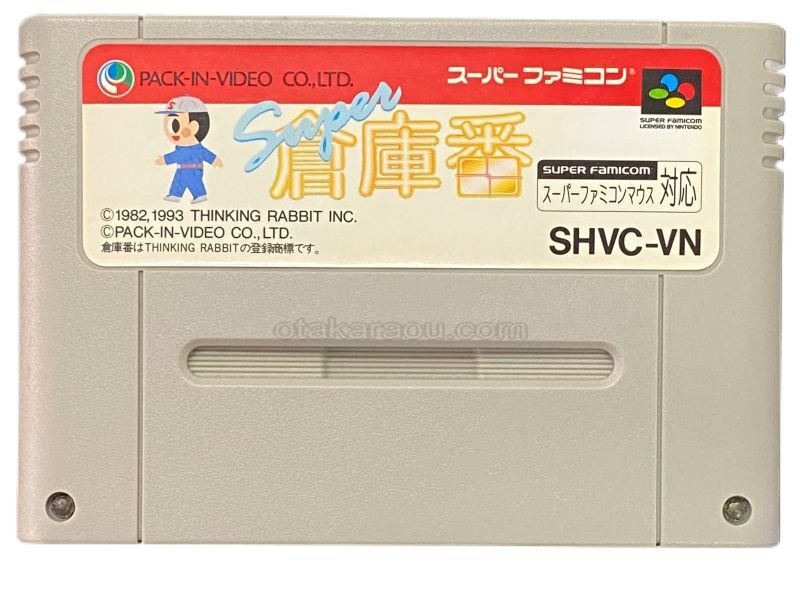 PACK-IN-VIDEO CO.,LTD.
スーパーファミコン®
SUPER FAMICOM
LICENSED BY NINTENDO
S
Super
倉庫番
SUPER FAMICOM
スーパーファミコンマウス 対応
©1982,1993 THINKING RABBIT INC.
©PACK-IN-VIDEO CO.,LTD.
倉庫番はTHINKING RABBITの登録商標です。
SHVC-VN
otakaraou.com